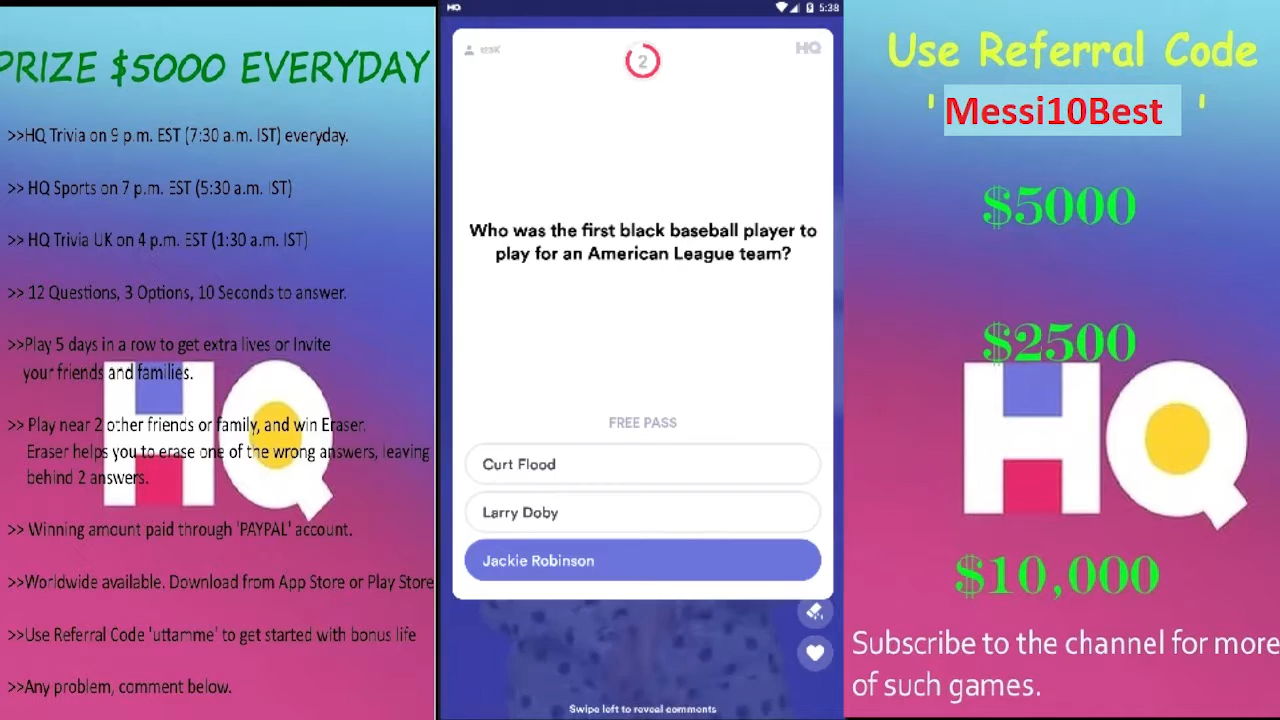 PRIZE $5000 EVERYDAY
>>HQ Trivia on 9 p.m. EST (7:30 a.m. IST) everyday.
>> HQ Sports on 7 p.m. EST (5:30 a.m. IST)
>> HQ Trivia UK on 4 p.m. EST (1:30 a.m. IST)
>> 12 Questions, 3 Options, 10 Seconds to answer.
>>Play 5 days in a row to get extra lives or Invite
your friends and families.
>> Play near 2 other friends or family, and win Eraser.
Eraser helps you to erase one of the wrong answers, leaving
behind 2 answers.
>> Winning amount paid through 'PAYPAL' account.
>>Worldwide available. Download from App Store or Play Store
>>Use Referral Code 'uttamme' to get started with bonus life
>>Any problem, comment below.
HQ
HQ
5:38
2
HQ
Who was the first black baseball player to
play for an American League team?
FREE PASS
Curt Flood
Larry Doby
Jackie Robinson
Swipe left to reveal comments
Use Referral Code
' Messi10Best '
$5000
$2500
HQ
$10,000
Subscribe to the channel for more
of such games.